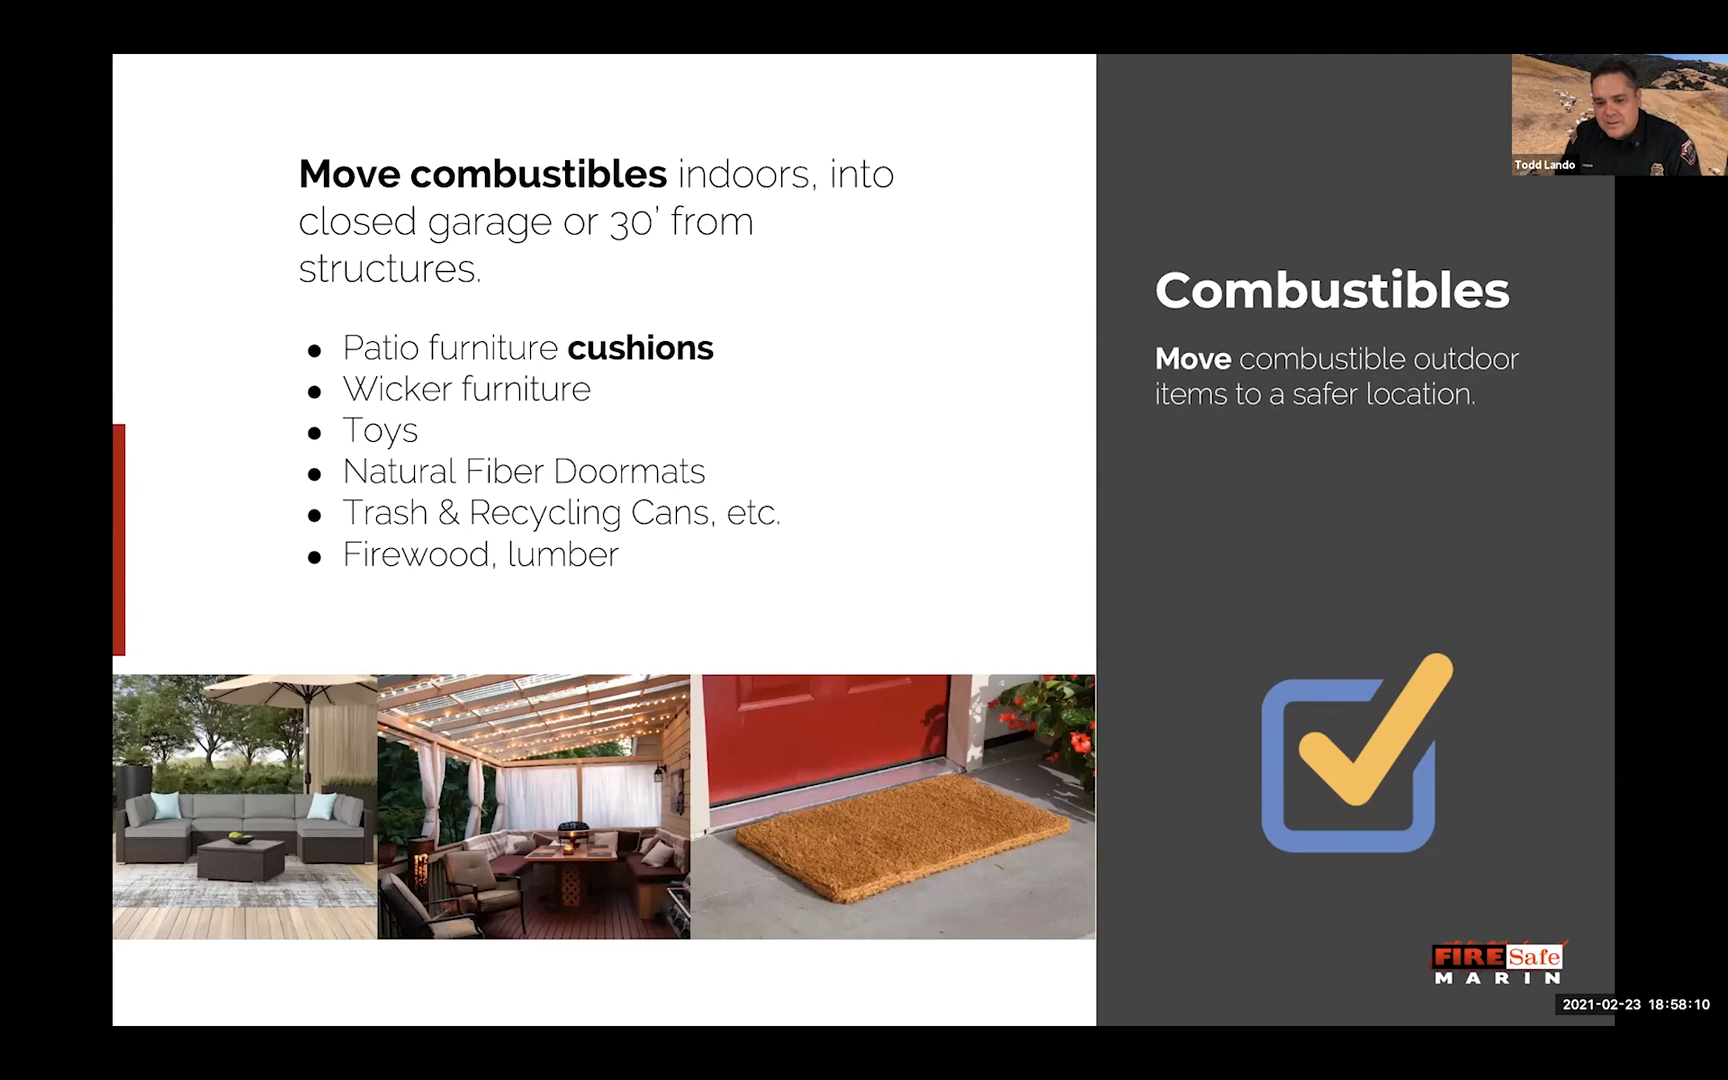 Move combustibles indoors, into
closed garage or 30’ from
structures.
● Patio furniture cushions
● Wicker furniture
● Toys
● Natural Fiber Doormats
● Trash & Recycling Cans, etc.
● Firewood, lumber
Combustibles
Move combustible outdoor
items to a safer location.
Todd Lando
FIRE Safe
MARIN
2021-02-23 18:58:10